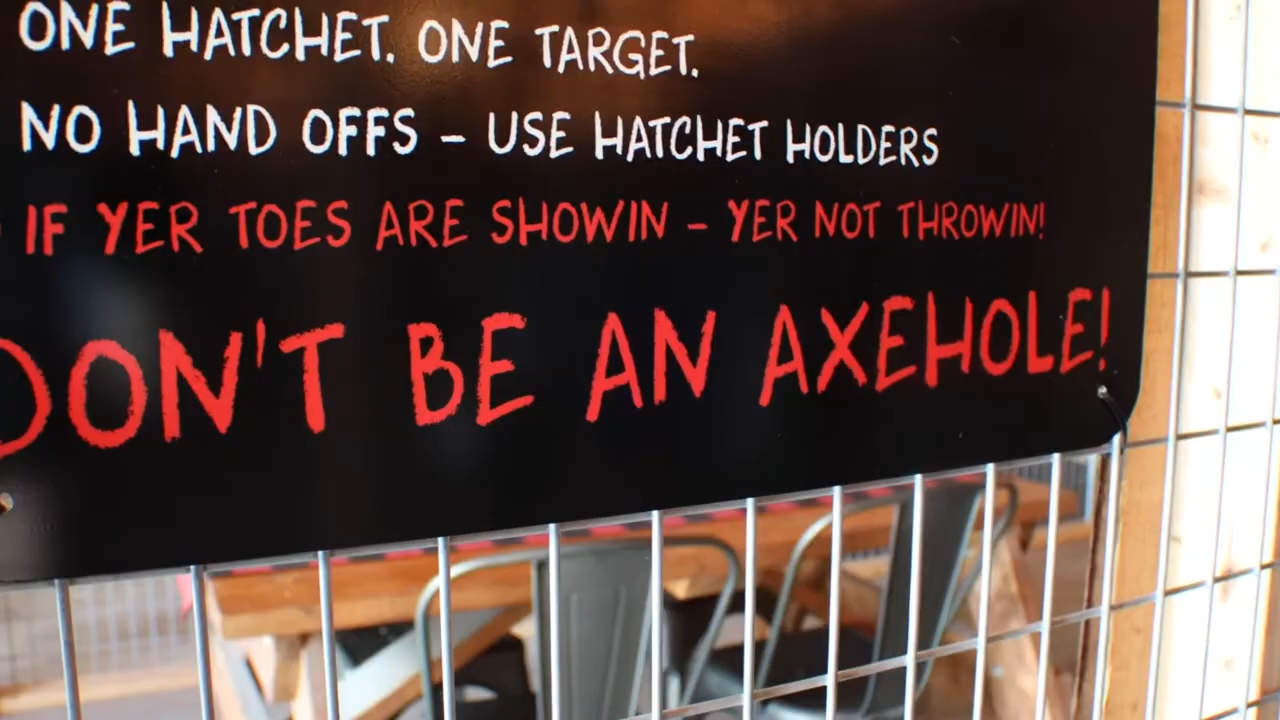 ONE HATCHET. ONE TARGET.
NO HAND OFFS – USE HATCHET HOLDERS
IF YER TOES ARE SHOWIN – YER NOT THROWIN!
DON'T BE AN AXEHOLE!